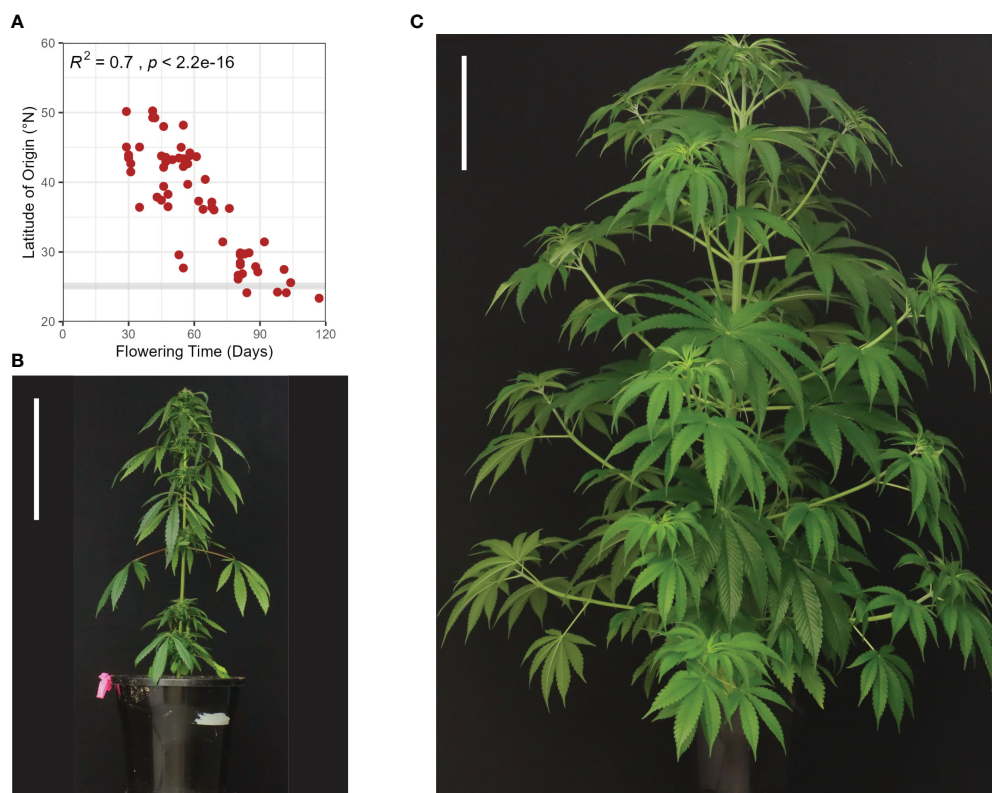 A
R² = 0.7 , p < 2.2e-16
60
50
40
30
20
Latitude of Origin (°N)
0 30 60 90 120
Flowering Time (Days)
B
C